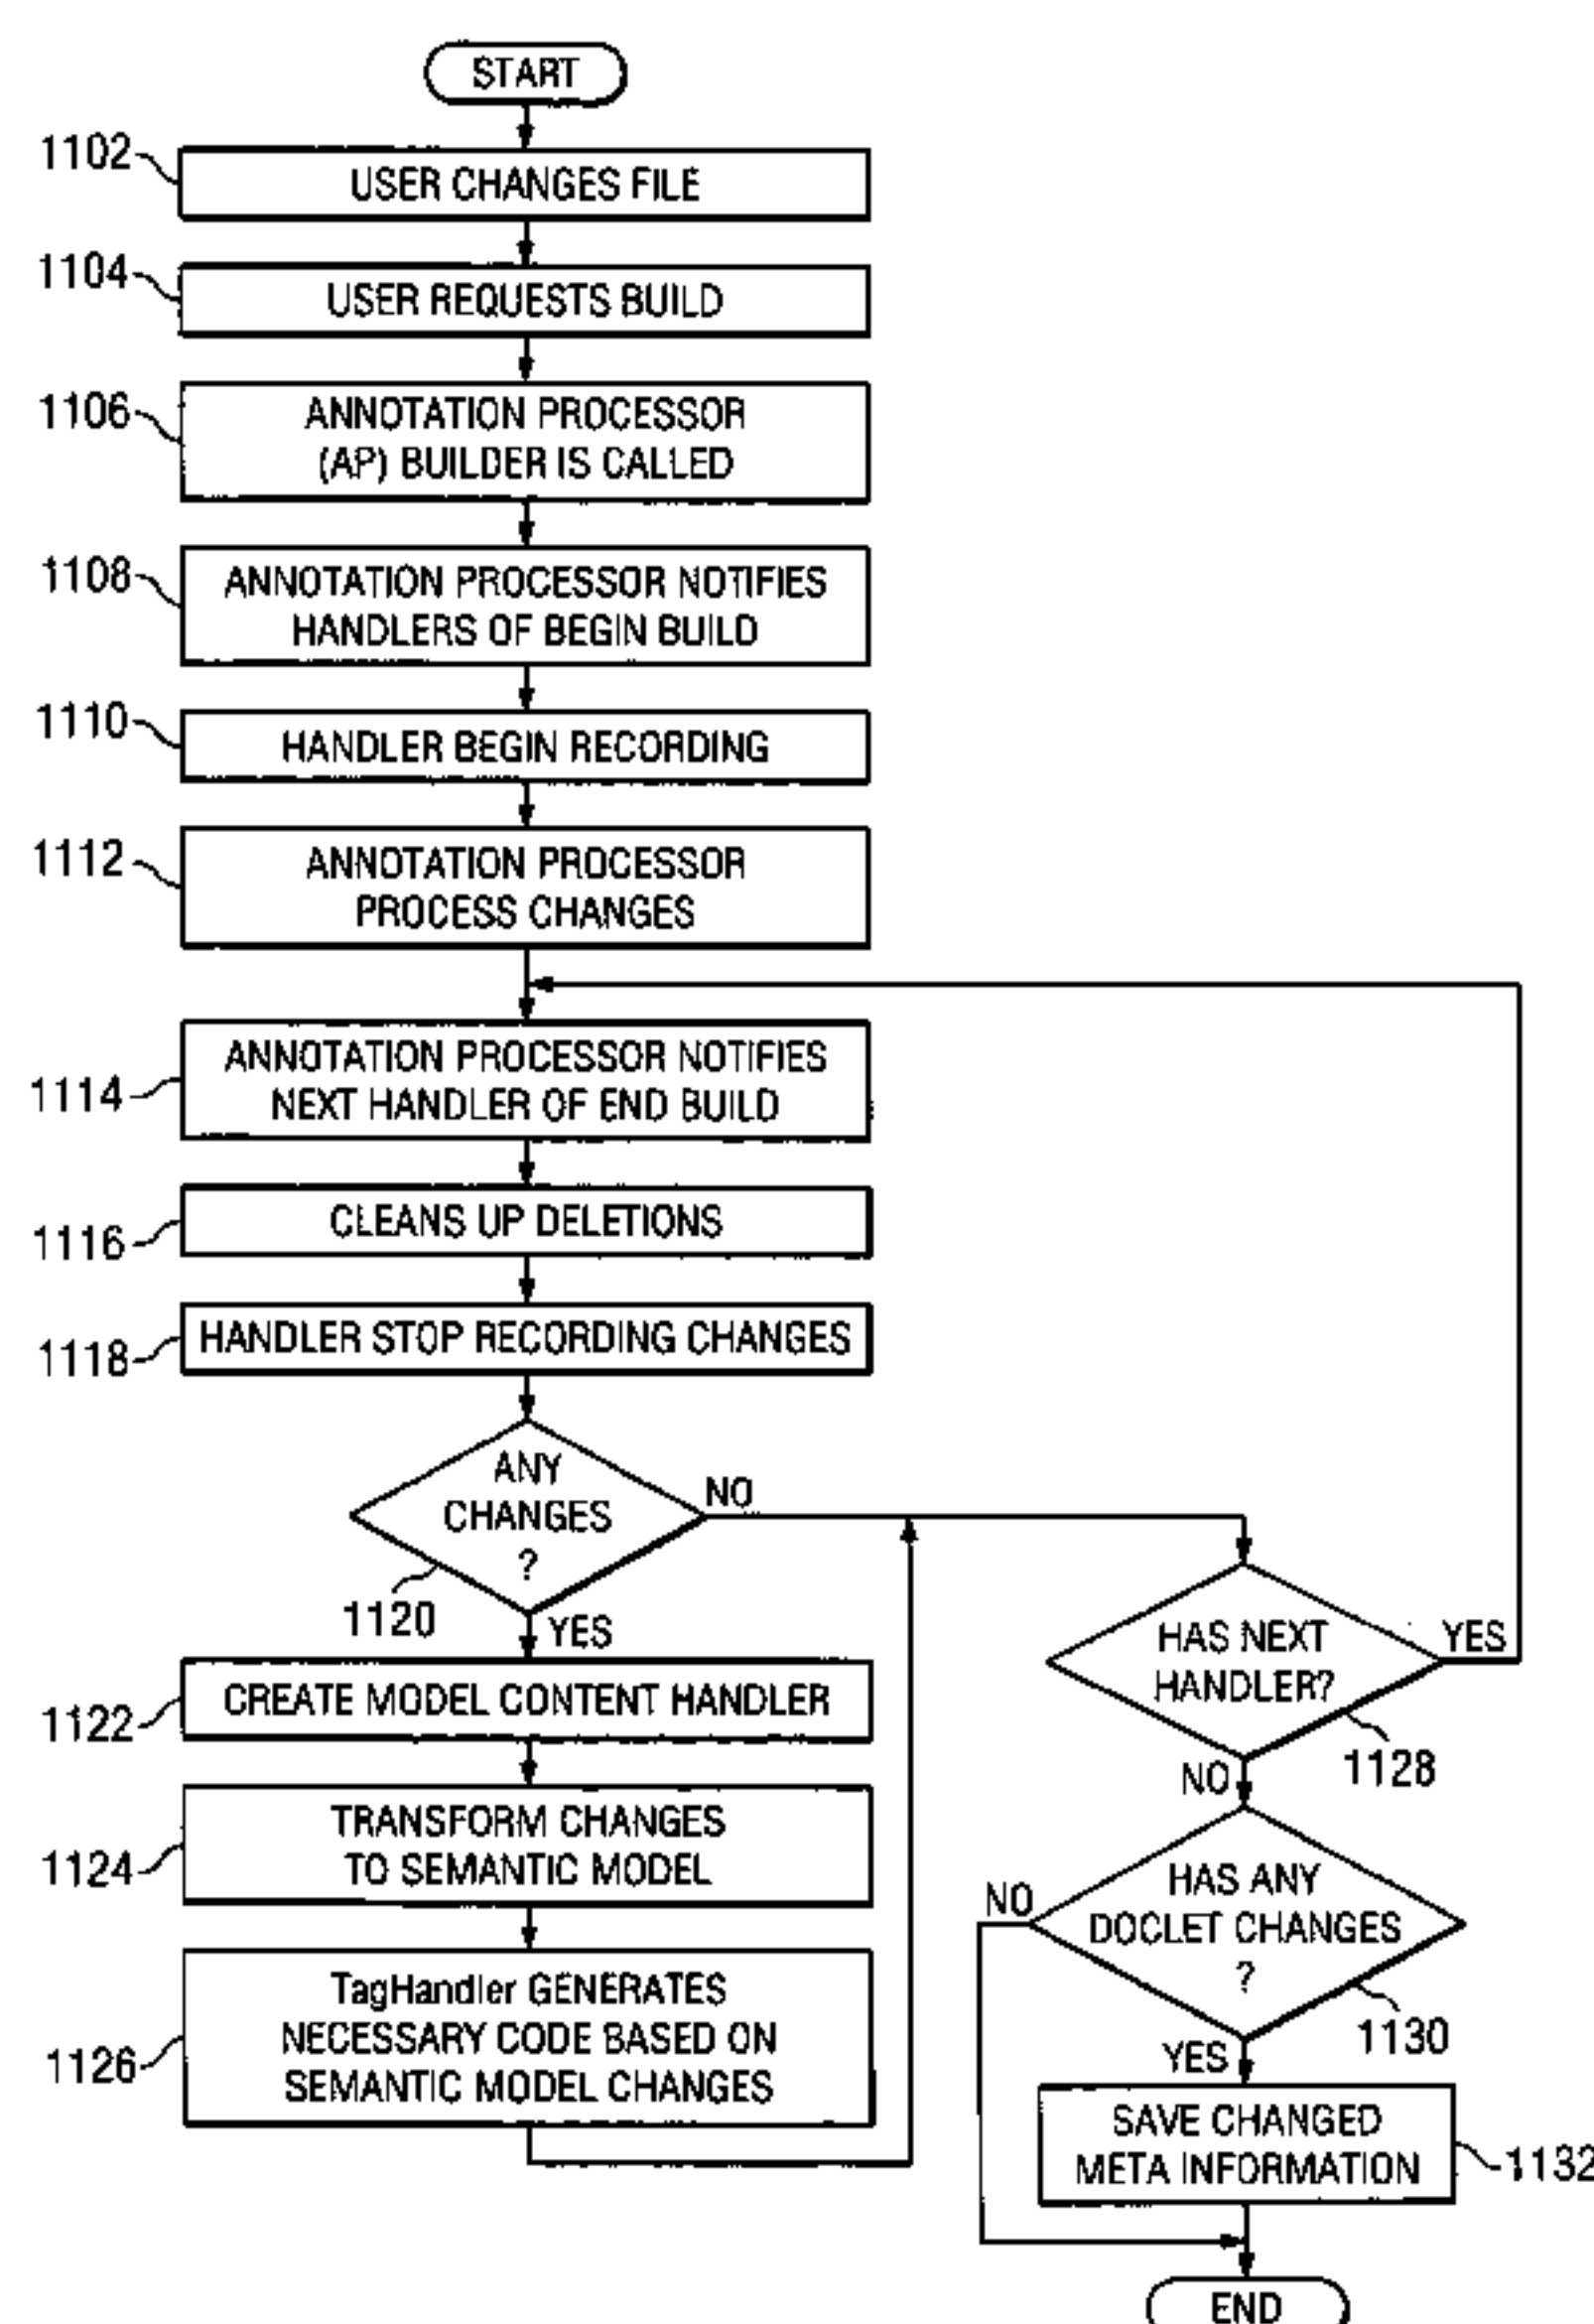 START
1102
USER CHANGES FILE
1104
USER REQUESTS BUILD
1106
ANNOTATION PROCESSOR
(AP) BUILDER IS CALLED
1108
ANNOTATION PROCESSOR NOTIFIES
HANDLERS OF BEGIN BUILD
1110
HANDLER BEGIN RECORDING
1112
ANNOTATION PROCESSOR
PROCESS CHANGES
1114
ANNOTATION PROCESSOR NOTIFIES
NEXT HANDLER OF END BUILD
1116
CLEANS UP DELETIONS
1118
HANDLER STOP RECORDING CHANGES
ANY
CHANGES
?
NO
1120
YES
1122
CREATE MODEL CONTENT HANDLER
1124
TRANSFORM CHANGES
TO SEMANTIC MODEL
1126
TagHandler GENERATES
NECESSARY CODE BASED ON
SEMANTIC MODEL CHANGES
HAS NEXT
HANDLER?
YES
1128
NO
HAS ANY
DOCLET CHANGES
?
NO
1130
YES
SAVE CHANGED
META INFORMATION
1132
END